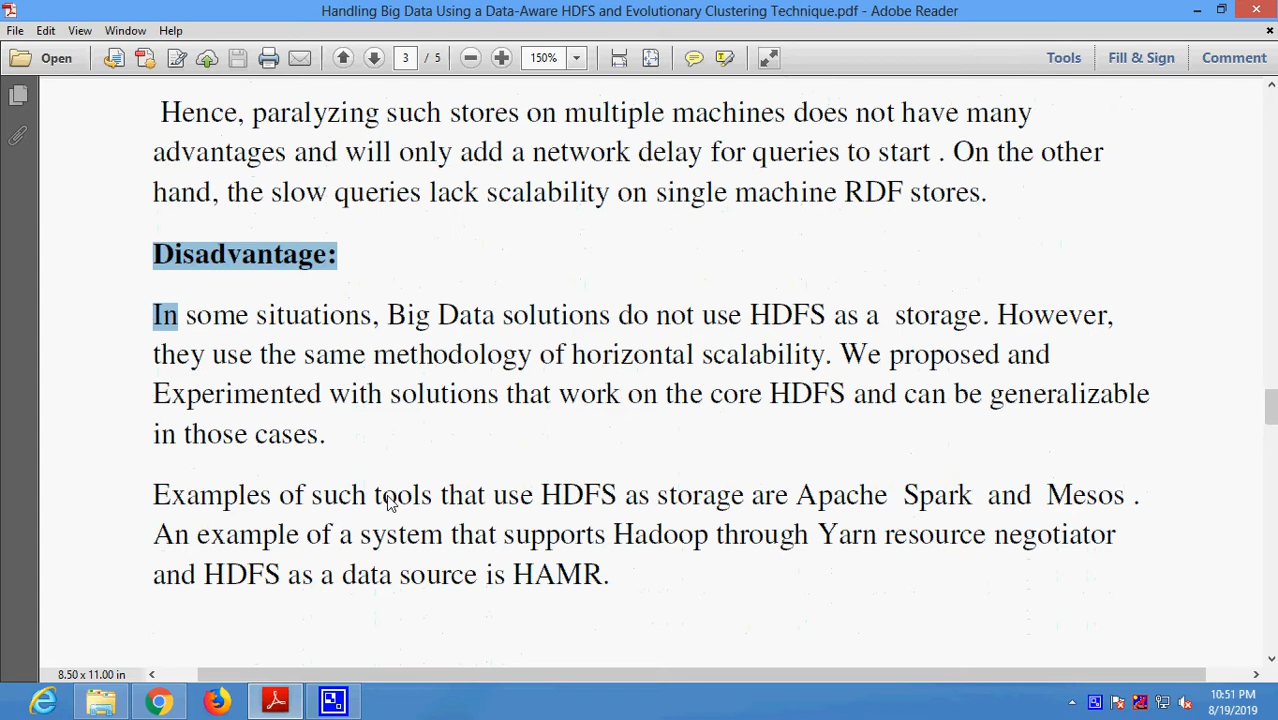 Handling Big Data Using a Data-Aware HDFS and Evolutionary Clustering Technique.pdf - Adobe Reader
File Edit View Window Help
Open 3 / 5 150% Tools Fill & Sign Comment
Hence, paralyzing such stores on multiple machines does not have many
advantages and will only add a network delay for queries to start . On the other
hand, the slow queries lack scalability on single machine RDF stores.
Disadvantage:
In some situations, Big Data solutions do not use HDFS as a storage. However,
they use the same methodology of horizontal scalability. We proposed and
Experimented with solutions that work on the core HDFS and can be generalizable
in those cases.
Examples of such tools that use HDFS as storage are Apache Spark and Mesos .
An example of a system that supports Hadoop through Yarn resource negotiator
and HDFS as a data source is HAMR.
8.50 x 11.00 in
10:51 PM
8/19/2019